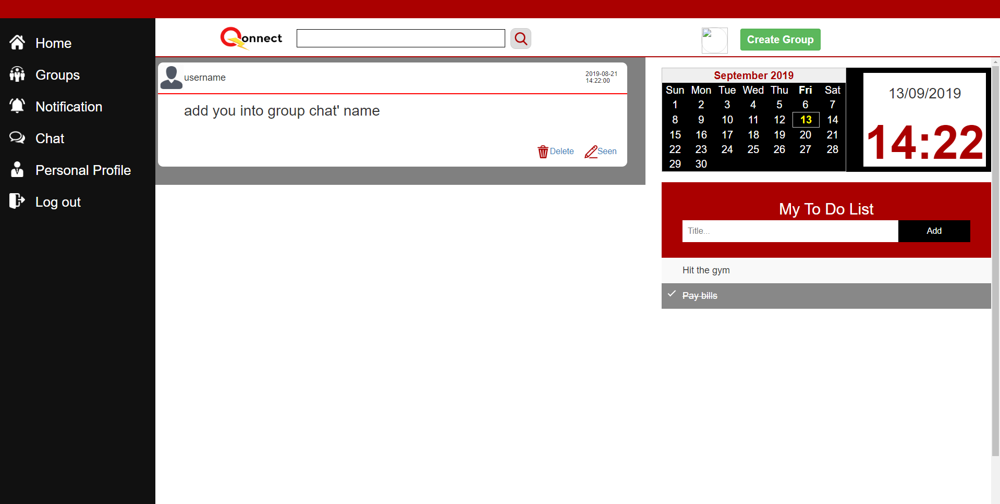 Home
Groups
Notification
Chat
Personal Profile
Log out
Qonnect
Create Group
username
2019-08-21
14:22:00
add you into group chat' name
Delete Seen
September 2019
Sun Mon Tue Wed Thu Fri Sat
1 2 3 4 5 6 7
8 9 10 11 12 13 14
15 16 17 18 19 20 21
22 23 24 25 26 27 28
29 30
13/09/2019
14:22
My To Do List
Title... Add
Hit the gym
Pay bills